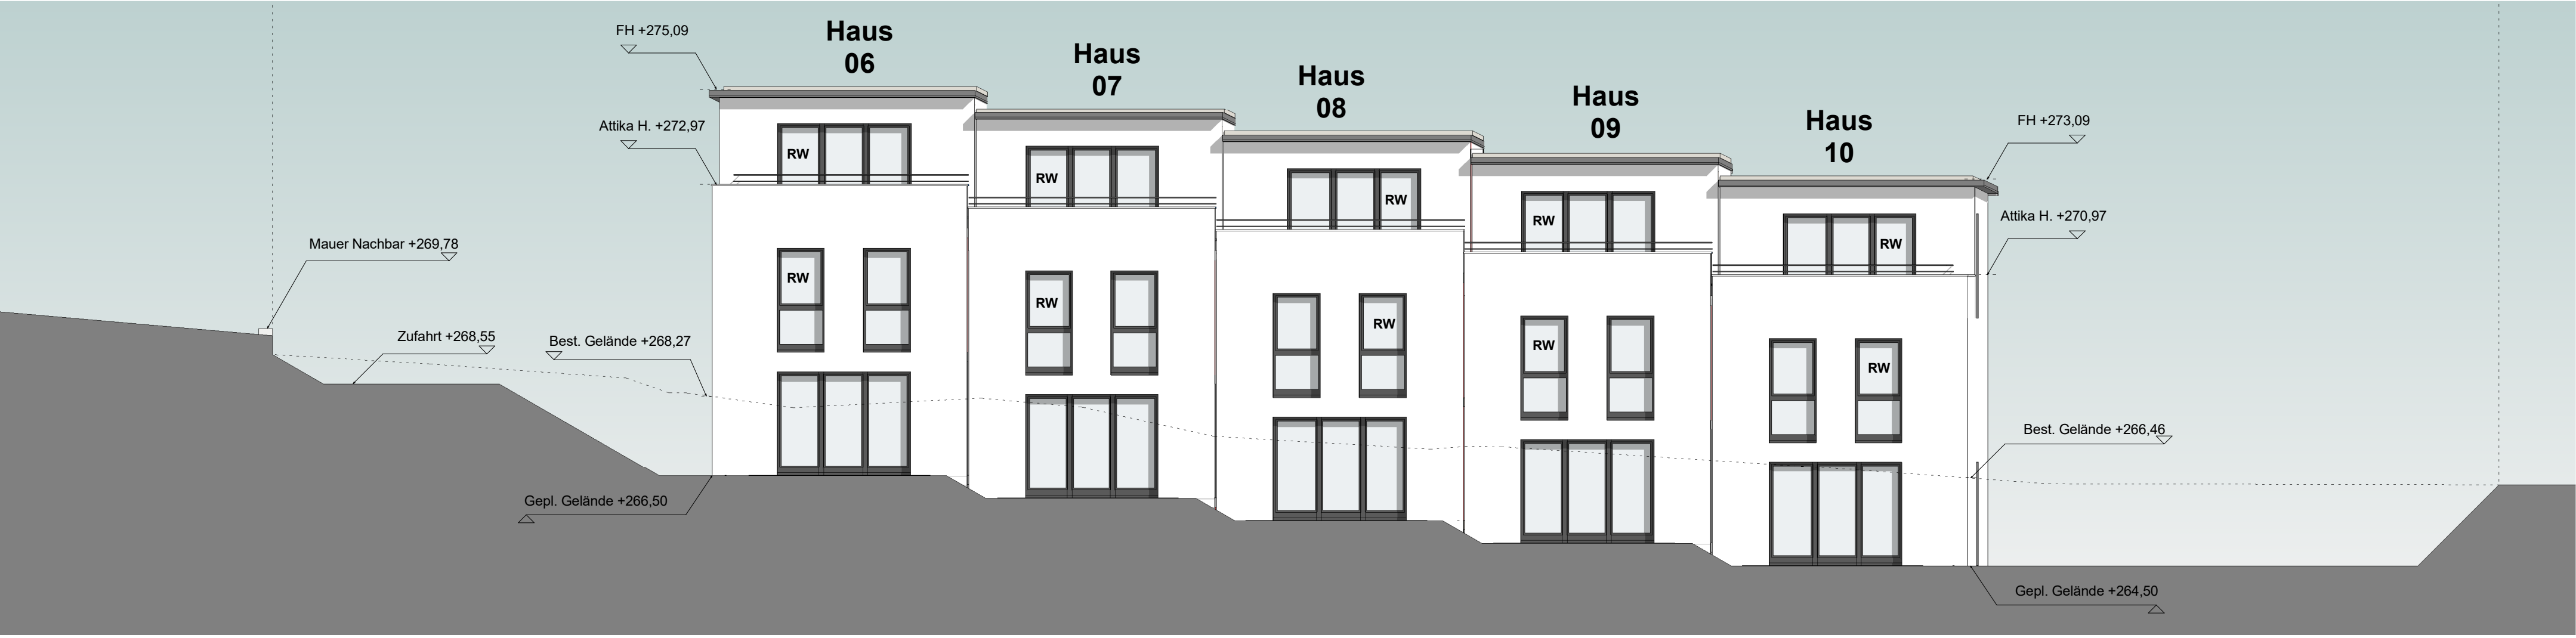 Haus
06
Haus
07
Haus
08
Haus
09
Haus
10
FH +275,09
Attika H. +272,97
Mauer Nachbar +269,78
Zufahrt +268,55
Best. Gelände +268,27
Gepl. Gelände +266,50
FH +273,09
Attika H. +270,97
Best. Gelände +266,46
Gepl. Gelände +264,50
RW
RW
RW
RW
RW
RW
RW
RW
RW
RW